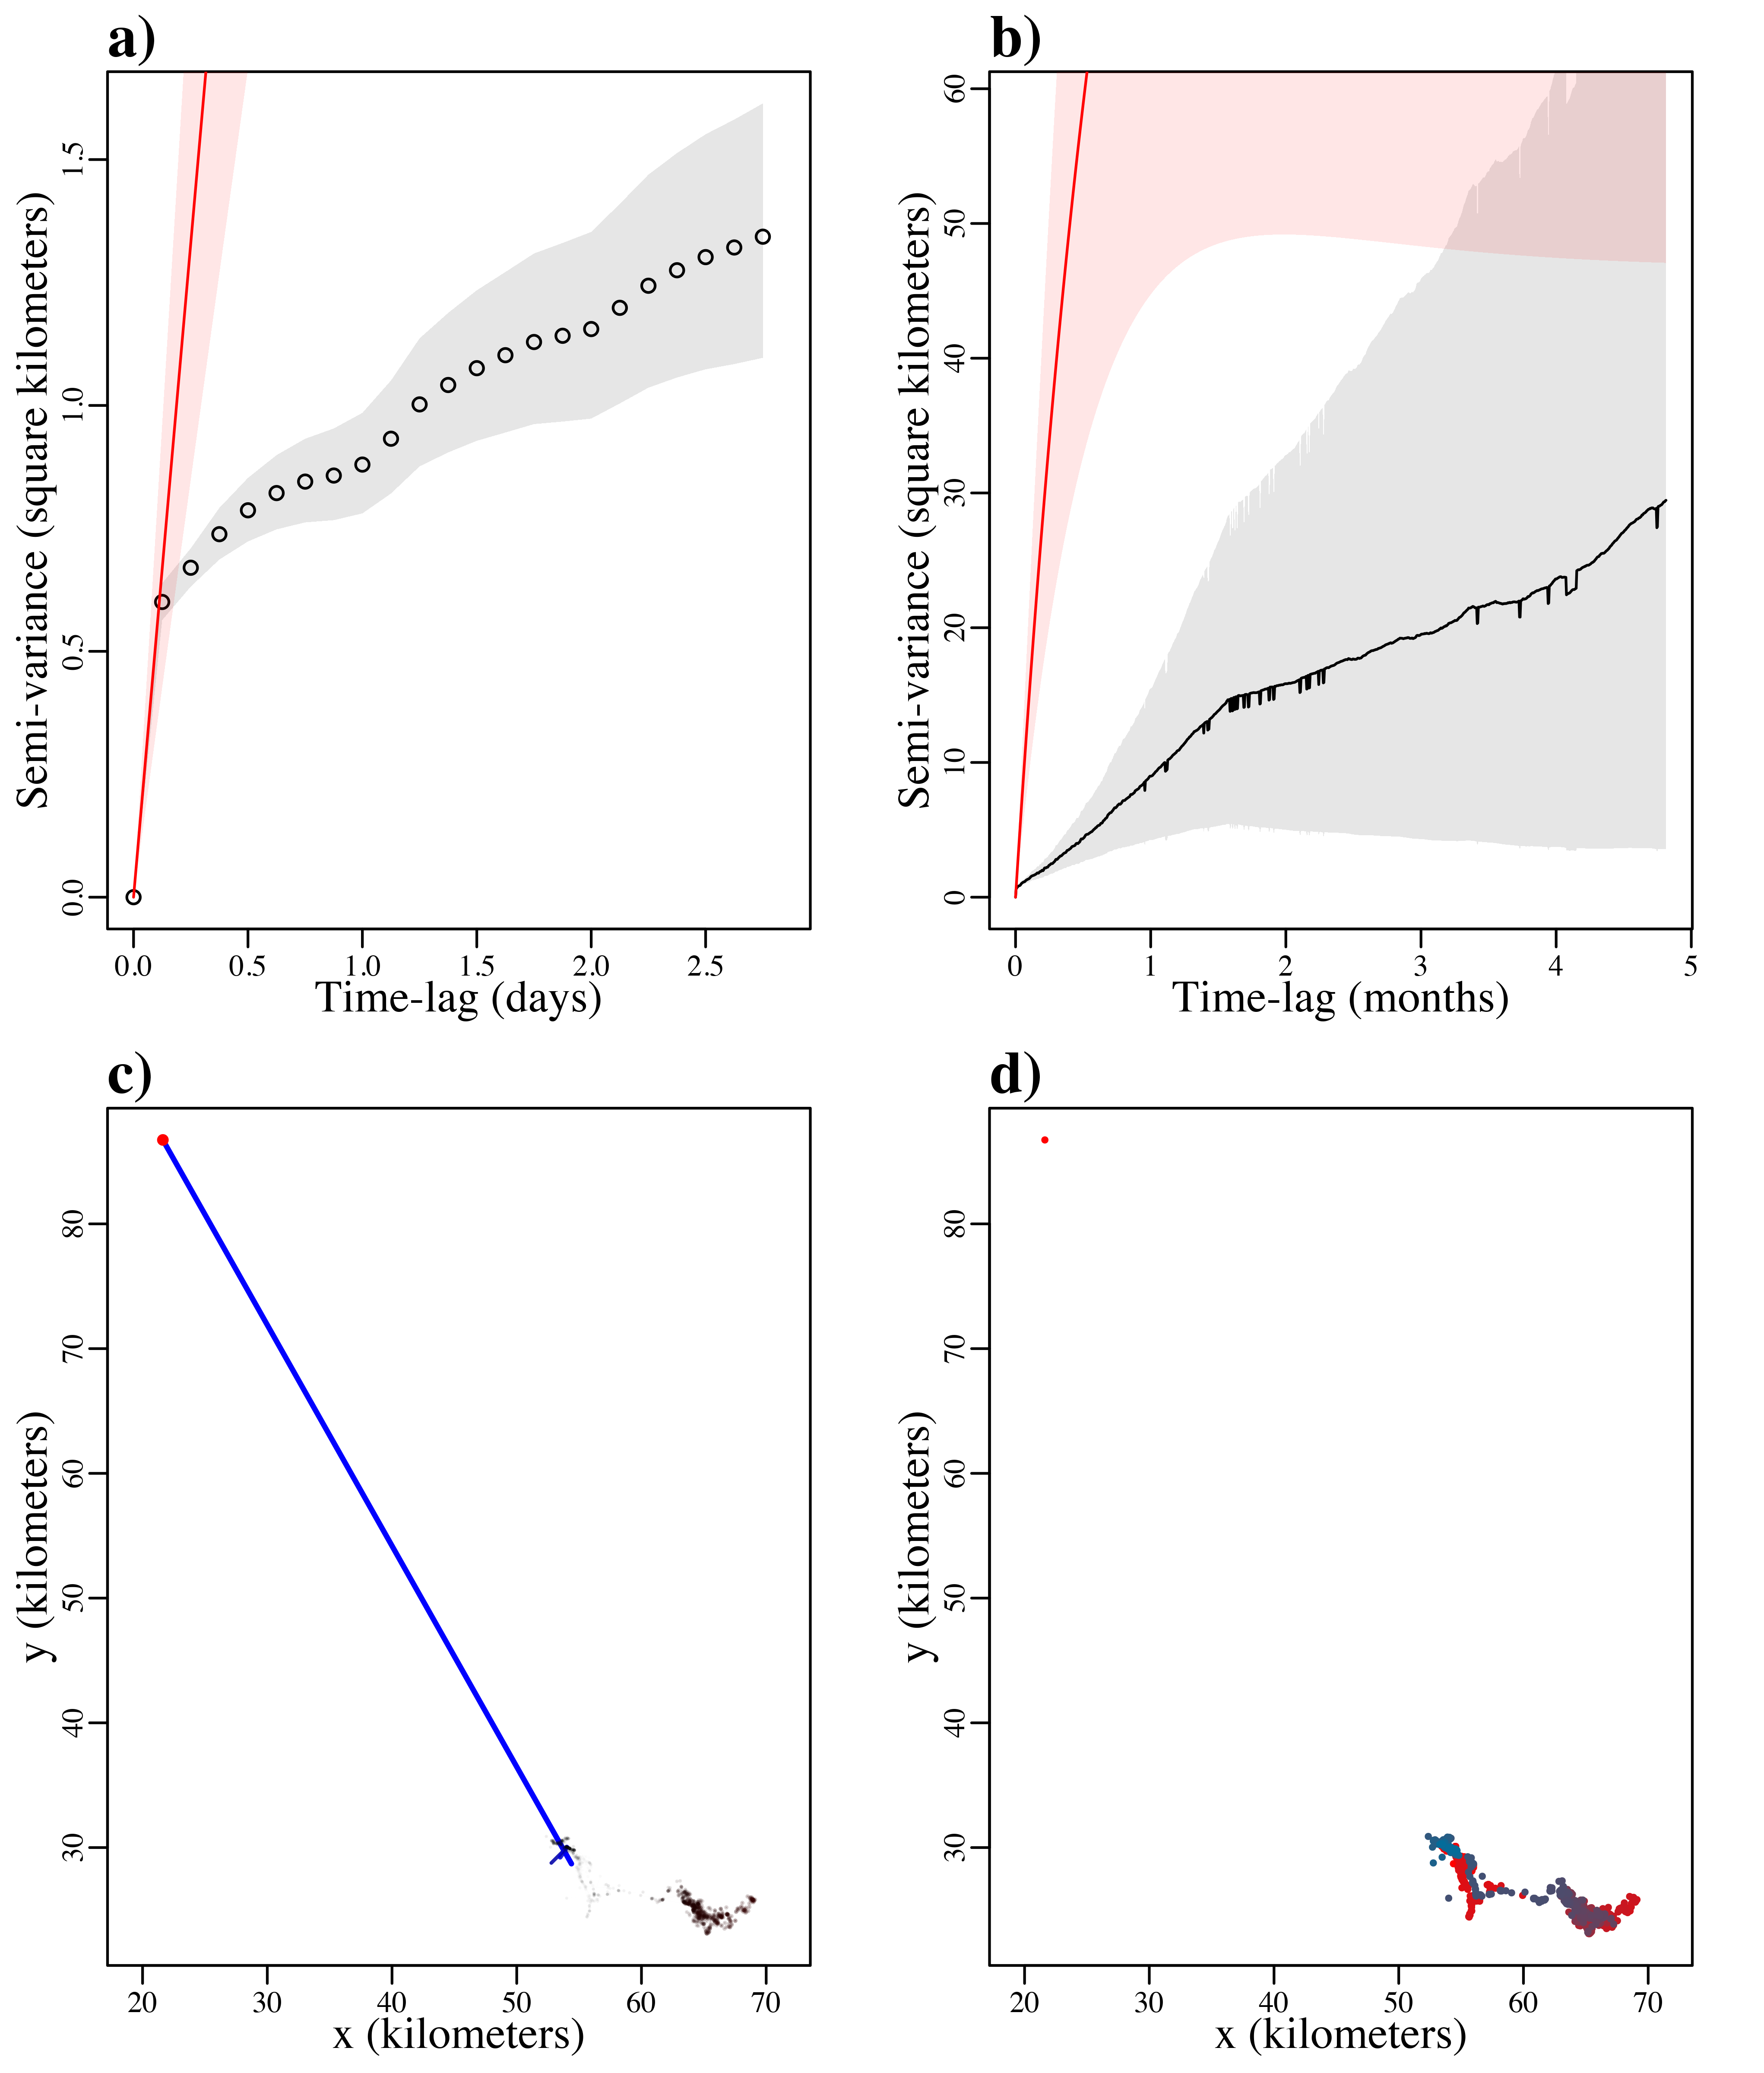 a)
Semi-variance (square kilometers)
0.0 0.5 1.0 1.5
0.0 0.5 1.0 1.5 2.0 2.5
Time-lag (days)
b)
Semi-variance (square kilometers)
0 10 20 30 40 50 60
0 1 2 3 4 5
Time-lag (months)
c)
y (kilometers)
30 40 50 60 70 80
20 30 40 50 60 70
x (kilometers)
d)
y (kilometers)
30 40 50 60 70 80
20 30 40 50 60 70
x (kilometers)